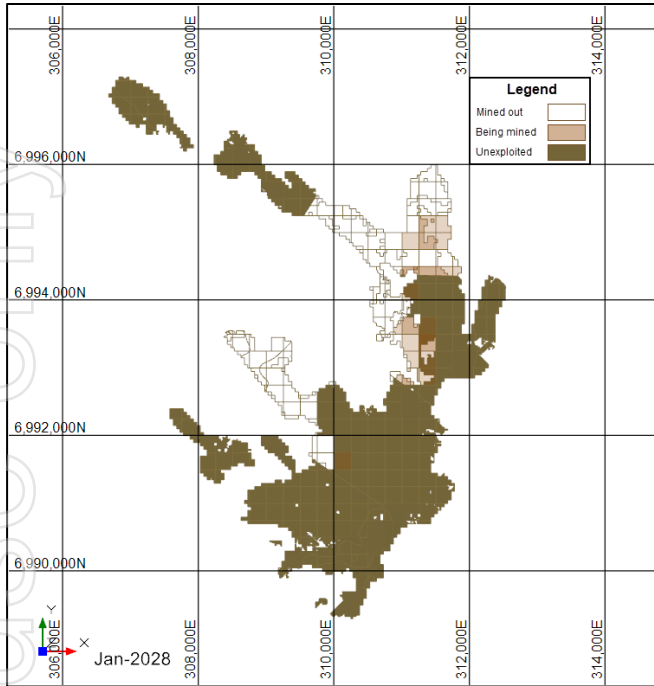 306,000E
308,000E
310,000E
312,000E
314,000E
Legend
Mined out
Being mined
Unexploited
6,996,000N
6,994,000N
6,992,000N
6,990,000N
Y
X
Jan-2028
306,000E
308,000E
310,000E
312,000E
314,000E